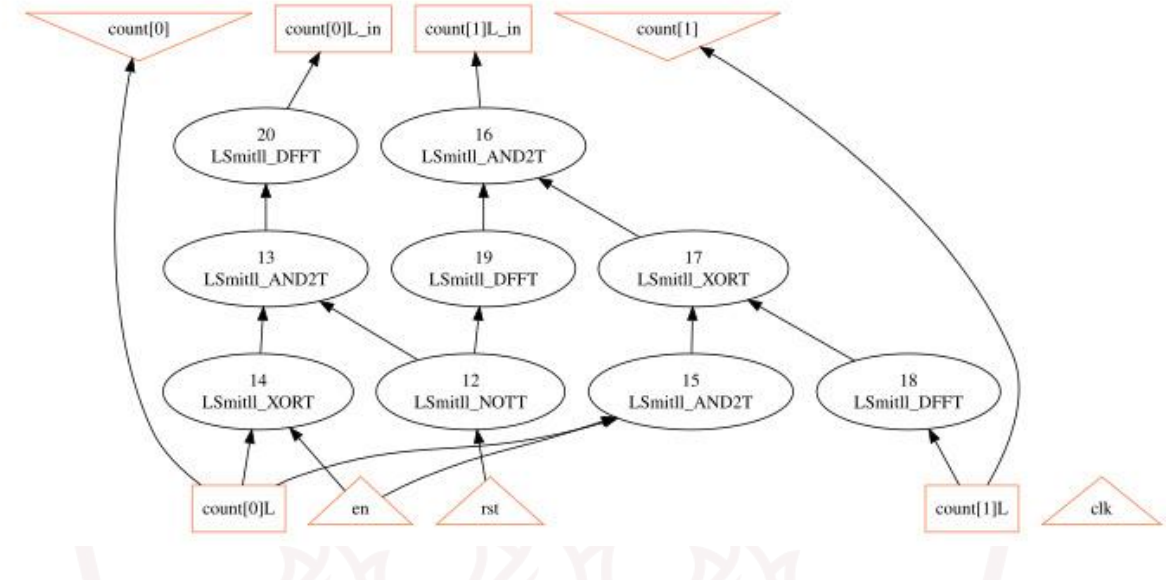 count[0]
count[0]L_in
count[1]L_in
count[1]
20
LSmitll_DFFT
16
LSmitll_AND2T
13
LSmitll_AND2T
19
LSmitll_DFFT
17
LSmitll_XORT
14
LSmitll_XORT
12
LSmitll_NOTT
15
LSmitll_AND2T
18
LSmitll_DFFT
count[0]L
en
rst
count[1]L
clk